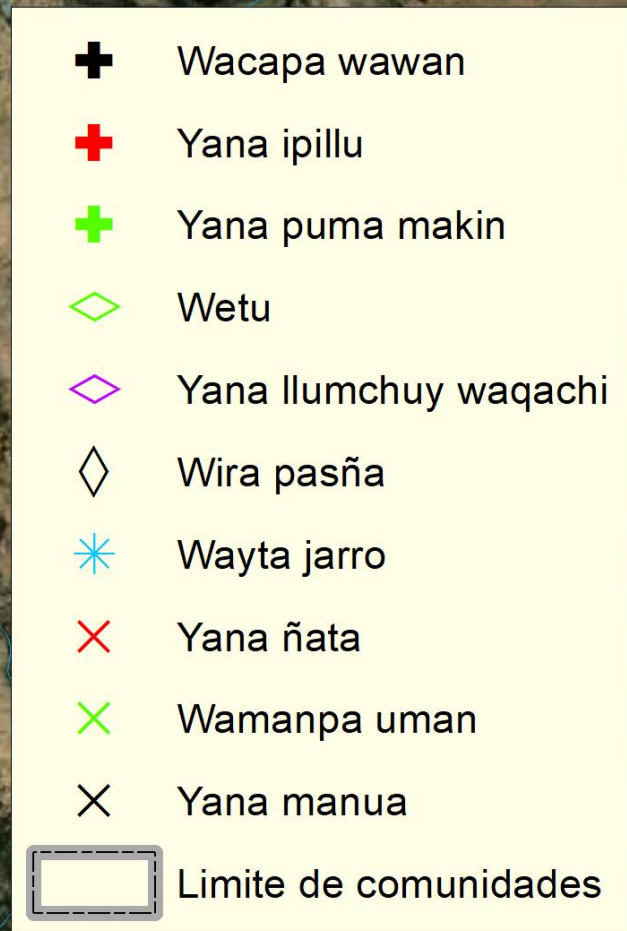 Wacapa wawan
Yana ipillu
Yana puma makin
Wetu
Yana llumchuy waqachi
Wira pasña
Wayta jarro
Yana ñata
Wamanpa uman
Yana manua
Limite de comunidades